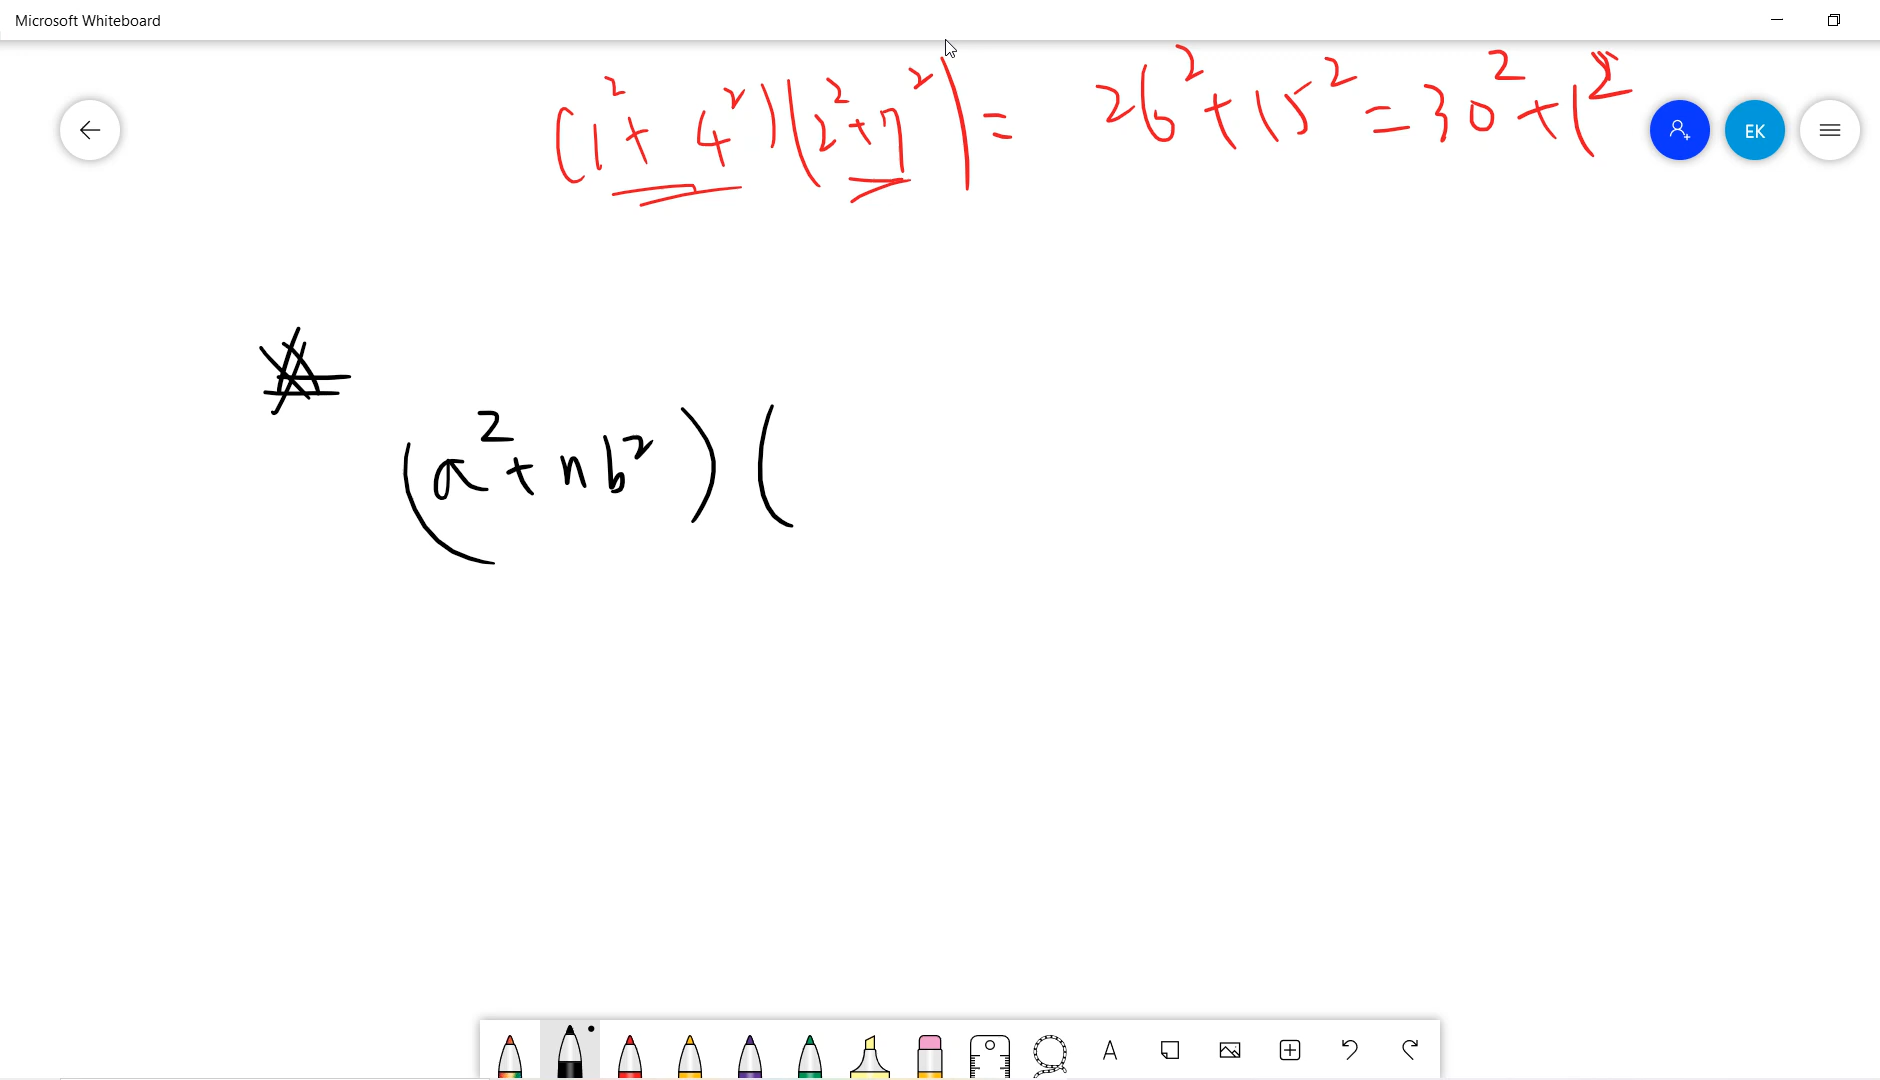 Microsoft Whiteboard
(1² + 4²)(2² + 7²) = 26² + 15² = 30² + 1²
EK
(a² + nb²)(
A